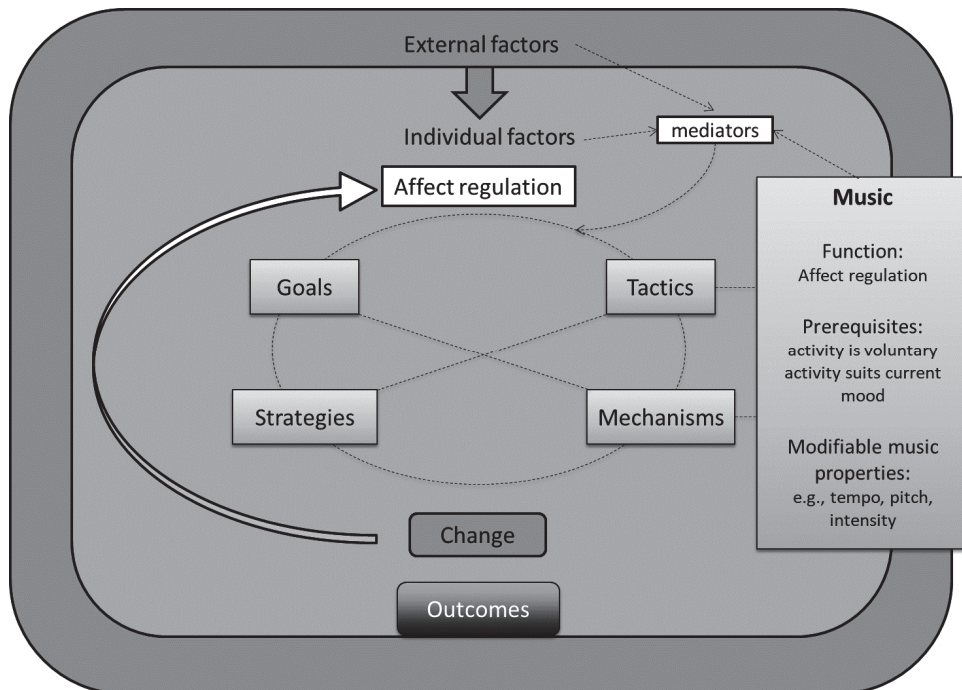 External factors
Individual factors
mediators
Affect regulation
Goals
Tactics
Strategies
Mechanisms
Change
Outcomes
Music
Function:
Affect regulation
Prerequisites:
activity is voluntary
activity suits current
mood
Modifiable music
properties:
e.g., tempo, pitch,
intensity